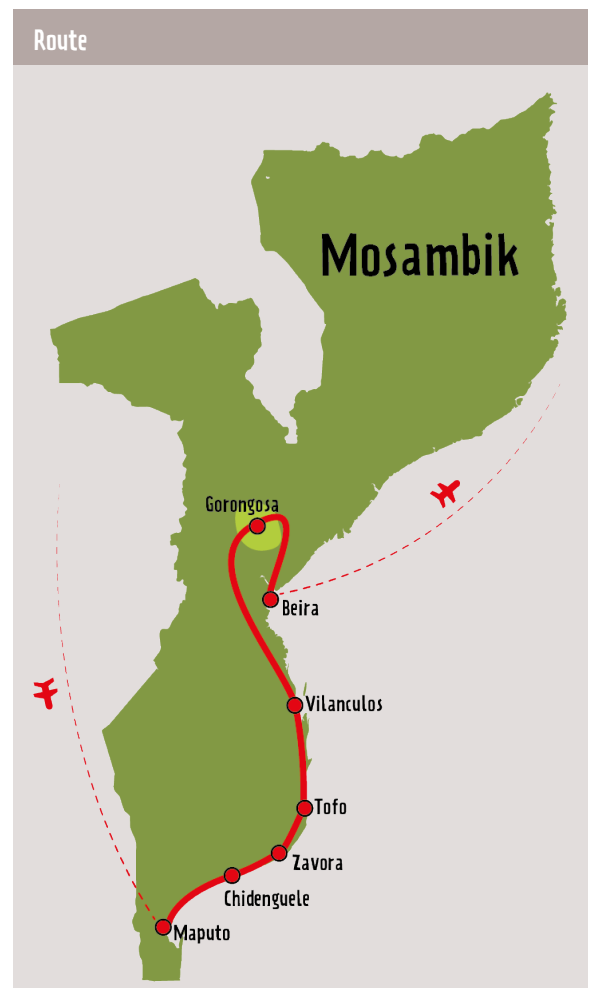 Route
Mosambik
Gorongosa
Beira
Vilanculos
Tofo
Zavora
Chidenguele
Maputo